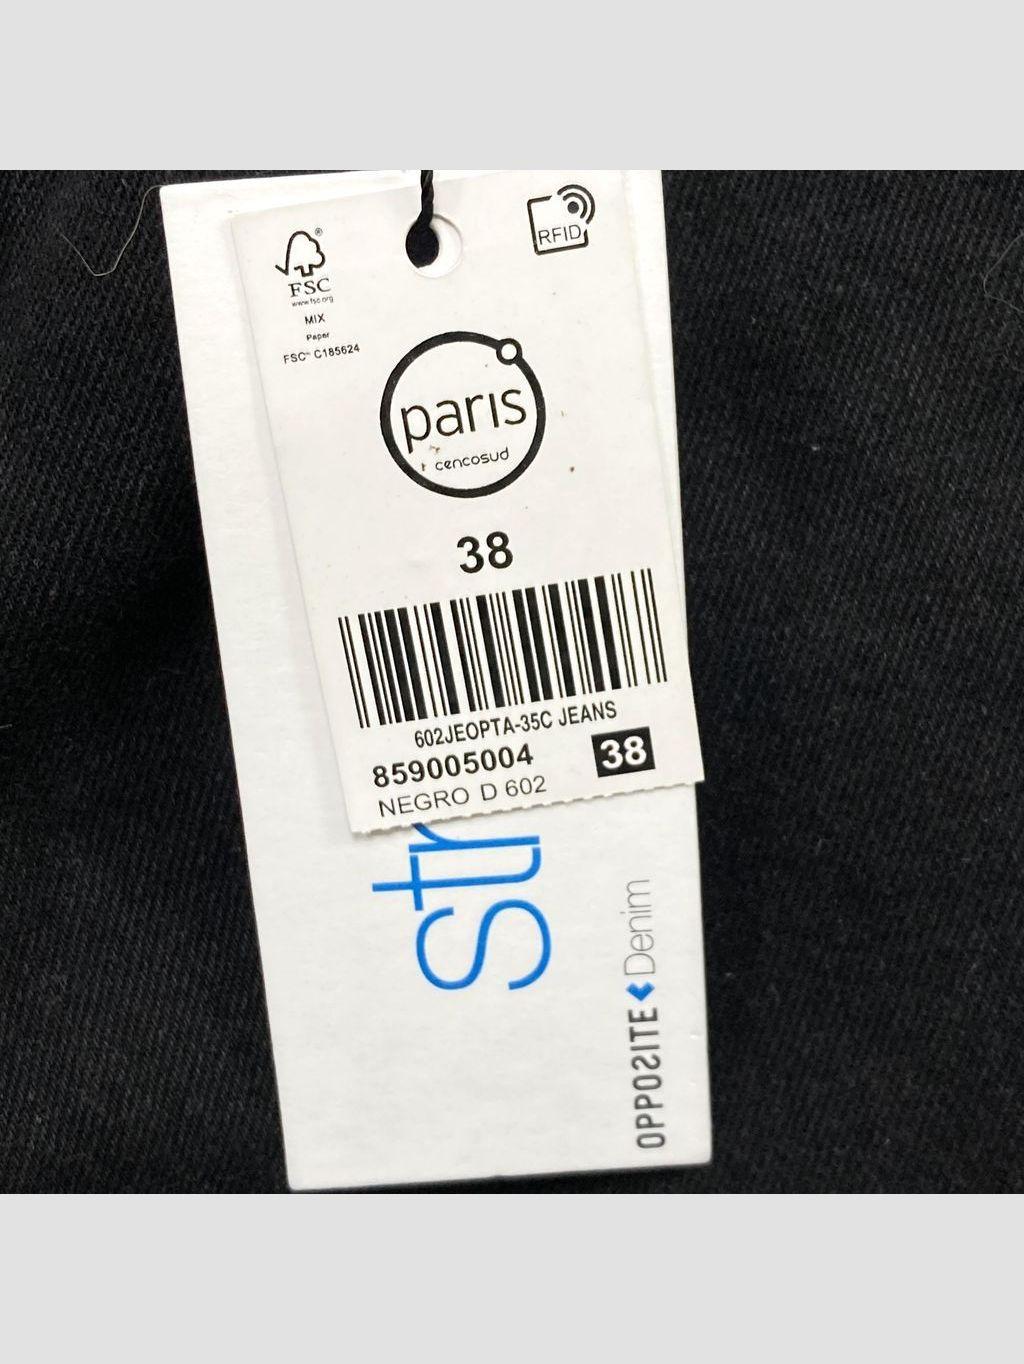 RFID
®
FSC
www.fsc.org
MIX
Paper
FSC™ C185624
paris
cencosud
38
602JEOPTA-35C JEANS
859005004
38
NEGRO D 602
OPPOSITE Denim